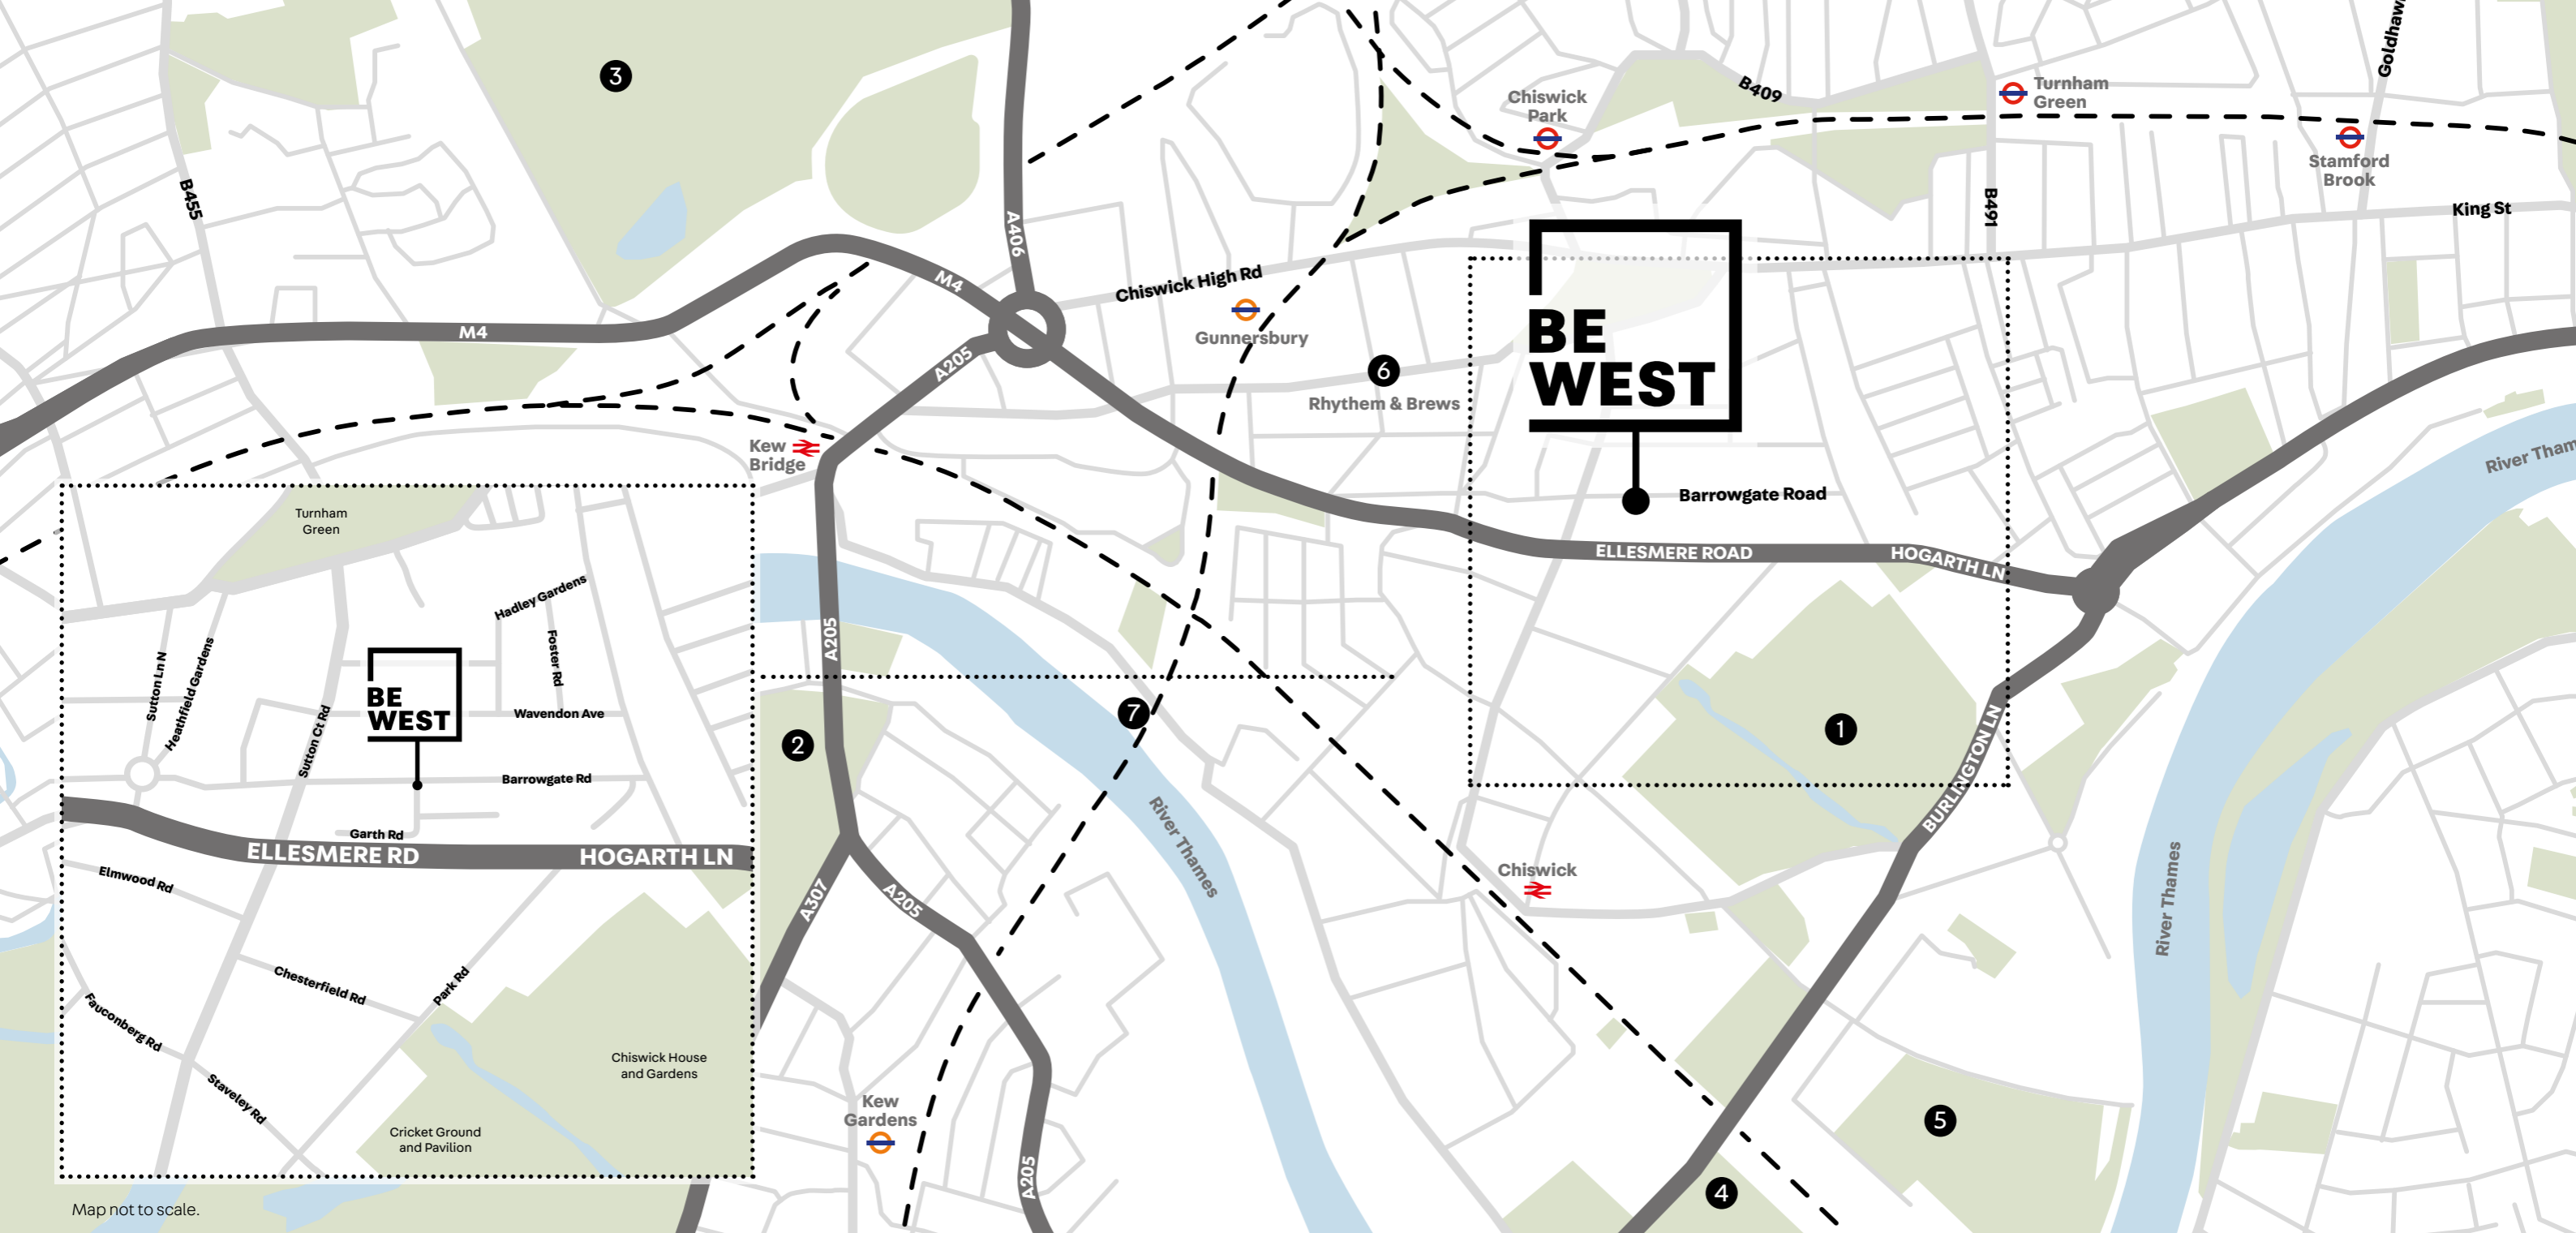 3
B409
Turnham
Green
Goldhaw
Chiswick
Park
Stamford
Brook
B455
B491
King St
A406
M4
Chiswick High Rd
M4
Gunnersbury
A205
6
Rhythem & Brews
BE
WEST
Kew
Bridge
River Tham
Barrowgate Road
ELLESMERE ROAD
HOGARTH LN
A205
2
7
1
BURLINGTON LN
River Thames
River Thames
Chiswick
A307
A205
Kew
Gardens
A205
5
4
Turnham
Green
Hadley Gardens
Foster Rd
Sutton Ln N
Heathfield Gardens
BE
WEST
Wavendon Ave
Sutton Ct Rd
Barrowgate Rd
Garth Rd
ELLESMERE RD
HOGARTH LN
Elmwood Rd
Chesterfield Rd
Park Rd
Fauconberg Rd
Staveley Rd
Chiswick House
and Gardens
Cricket Ground
and Pavilion
Map not to scale.